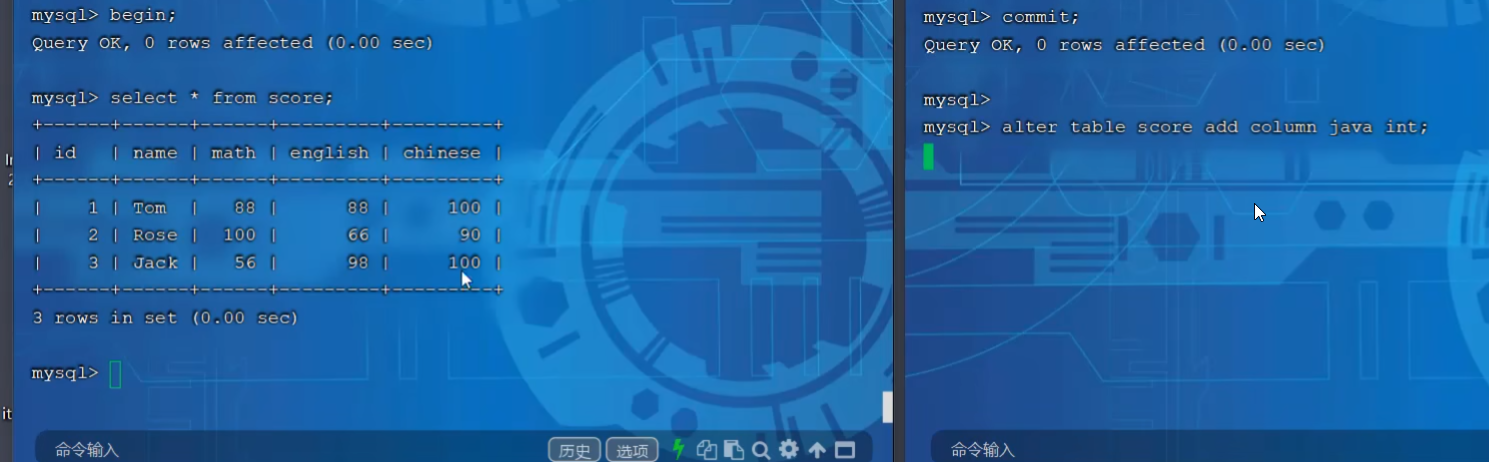 mysql> begin;
Query OK, 0 rows affected (0.00 sec)
mysql> select * from score;
+------+------+------+---------+---------+
| id   | name | math | english | chinese |
+------+------+------+---------+---------+
|    1 | Tom  |   88 |      88 |     100 |
|    2 | Rose |  100 |      66 |      90 |
|    3 | Jack |   56 |      98 |     100 |
+------+------+------+---------+---------+
3 rows in set (0.00 sec)
mysql>
命令输入 历史 选项
mysql> commit;
Query OK, 0 rows affected (0.00 sec)
mysql>
mysql> alter table score add column java int;
命令输入
it